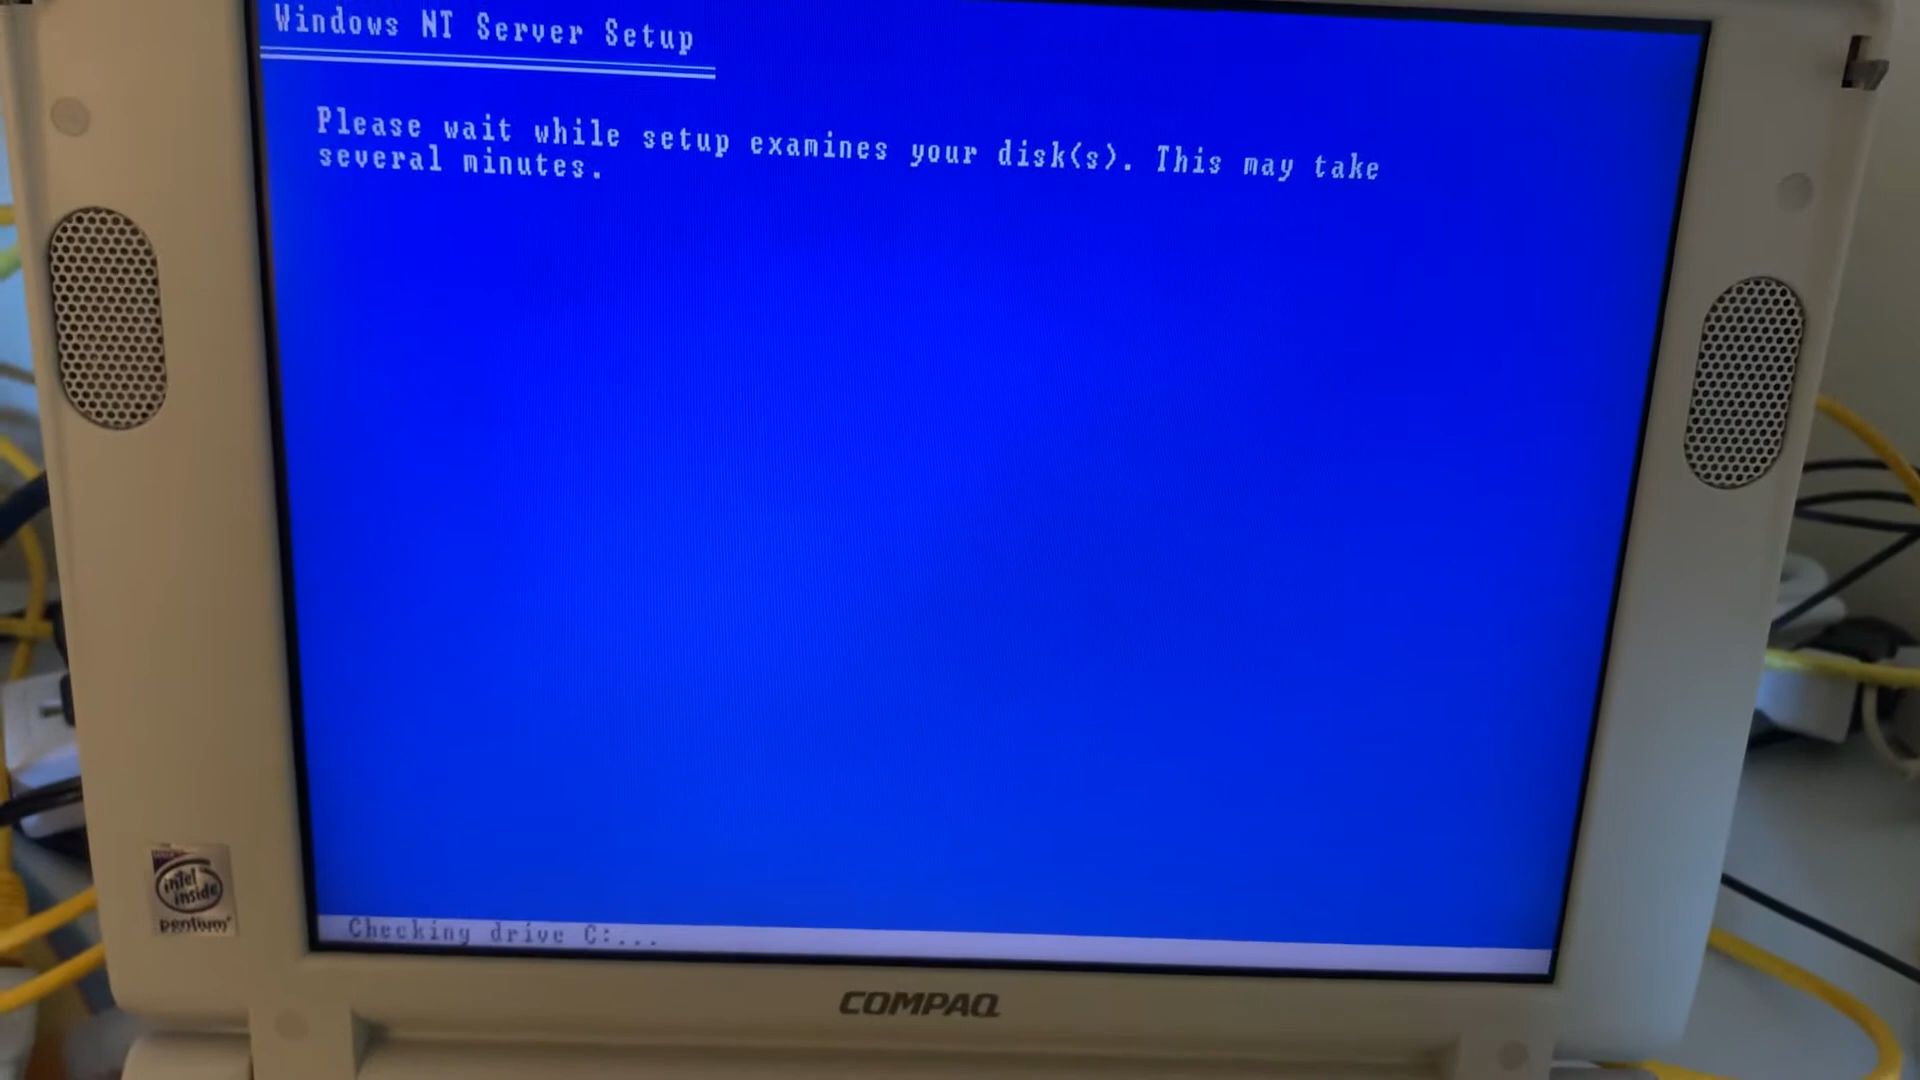 Windows NT Server Setup
Please wait while setup examines your disk(s). This may take
several minutes.
intel
inside
pentium
Checking drive C:...
COMPAQ